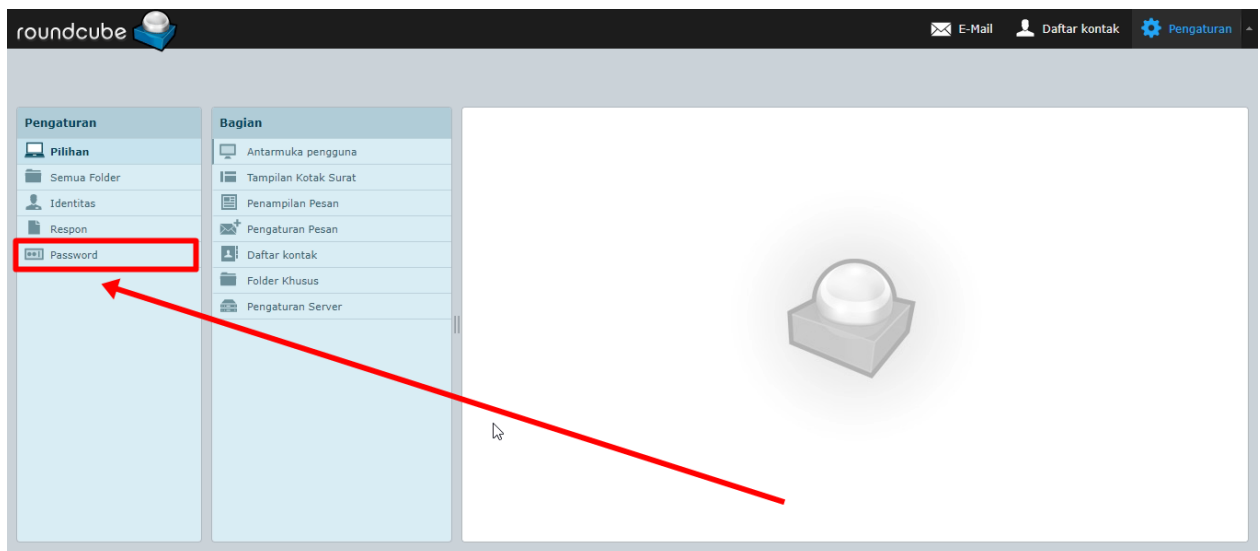 roundcube
E-Mail
Daftar kontak
Pengaturan
Pengaturan
Pilihan
Semua Folder
Identitas
Respon
Password
Bagian
Antarmuka pengguna
Tampilan Kotak Surat
Penampilan Pesan
Pengaturan Pesan
Daftar kontak
Folder Khusus
Pengaturan Server